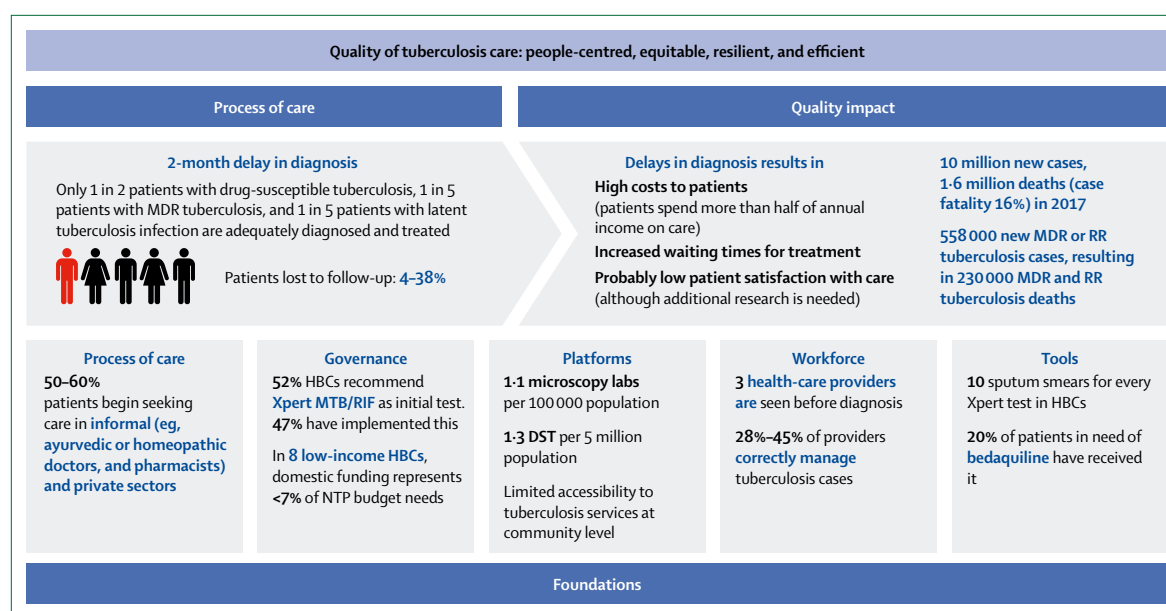 Quality of tuberculosis care: people-centred, equitable, resilient, and efficient
Process of care
Quality impact
2-month delay in diagnosis
Only 1 in 2 patients with drug-susceptible tuberculosis, 1 in 5
patients with MDR tuberculosis, and 1 in 5 patients with latent
tuberculosis infection are adequately diagnosed and treated
Patients lost to follow-up: 4–38%
Delays in diagnosis results in
High costs to patients
(patients spend more than half of annual
income on care)
Increased waiting times for treatment
Probably low patient satisfaction with care
(although additional research is needed)
10 million new cases,
1·6 million deaths (case
fatality 16%) in 2017
558 000 new MDR or RR
tuberculosis cases, resulting
in 230 000 MDR and RR
tuberculosis deaths
Process of care
50–60%
patients begin seeking
care in informal (eg,
ayurvedic or homeopathic
doctors, and pharmacists)
and private sectors
Governance
52% HBCs recommend
Xpert MTB/RIF as initial test.
47% have implemented this
In 8 low-income HBCs,
domestic funding represents
<7% of NTP budget needs
Platforms
1·1 microscopy labs
per 100 000 population
1·3 DST per 5 million
population
Limited accessibility to
tuberculosis services at
community level
Workforce
3 health-care providers
are seen before diagnosis
28%–45% of providers
correctly manage
tuberculosis cases
Tools
10 sputum smears for every
Xpert test in HBCs
20% of patients in need of
bedaquiline have received
it
Foundations